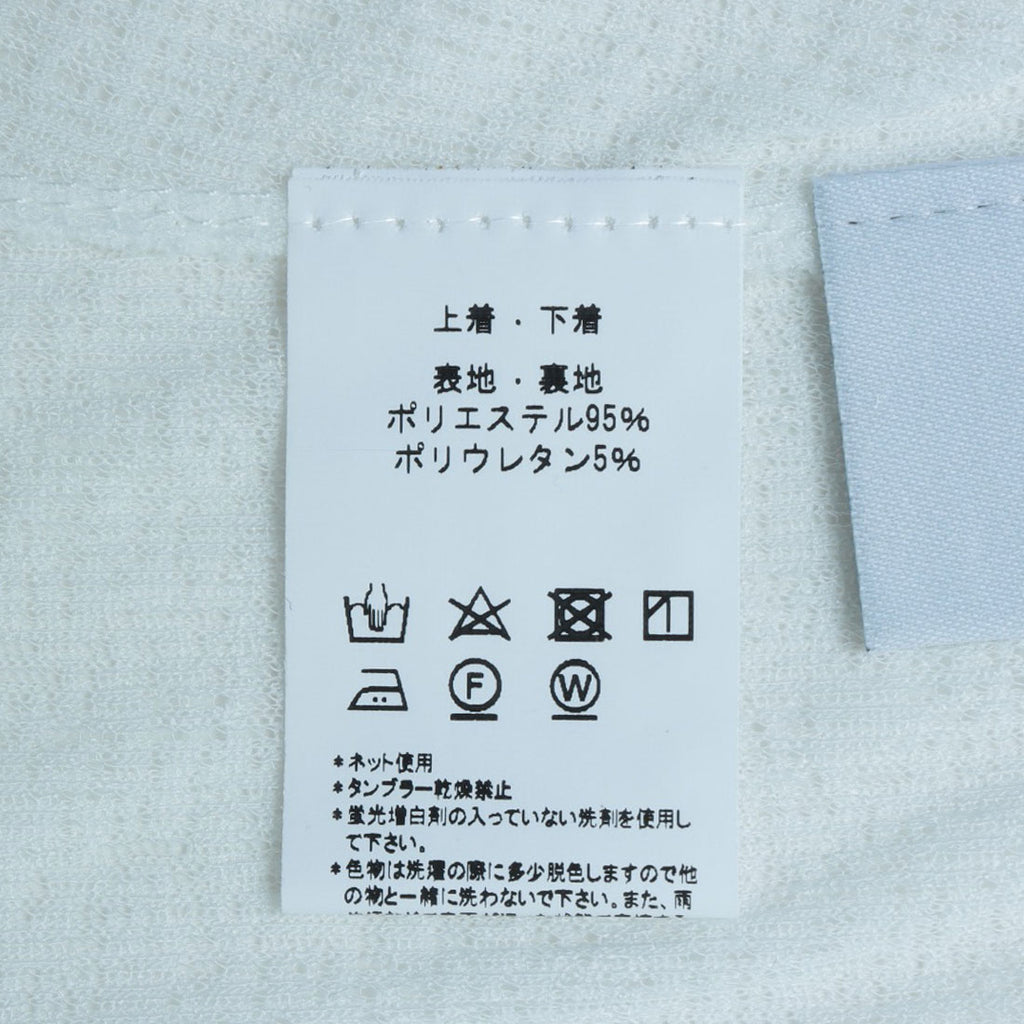 上着・下着
表地・裏地
ポリエステル95%
ポリウレタン5%
F W
*ネット使用
*タンブラー乾燥禁止
*蛍光増白剤の入っていない洗剤を使用し
て下さい。
*色物は洗濯の際に多少脱色しますので他
の物と一緒に洗わないで下さい。また、雨